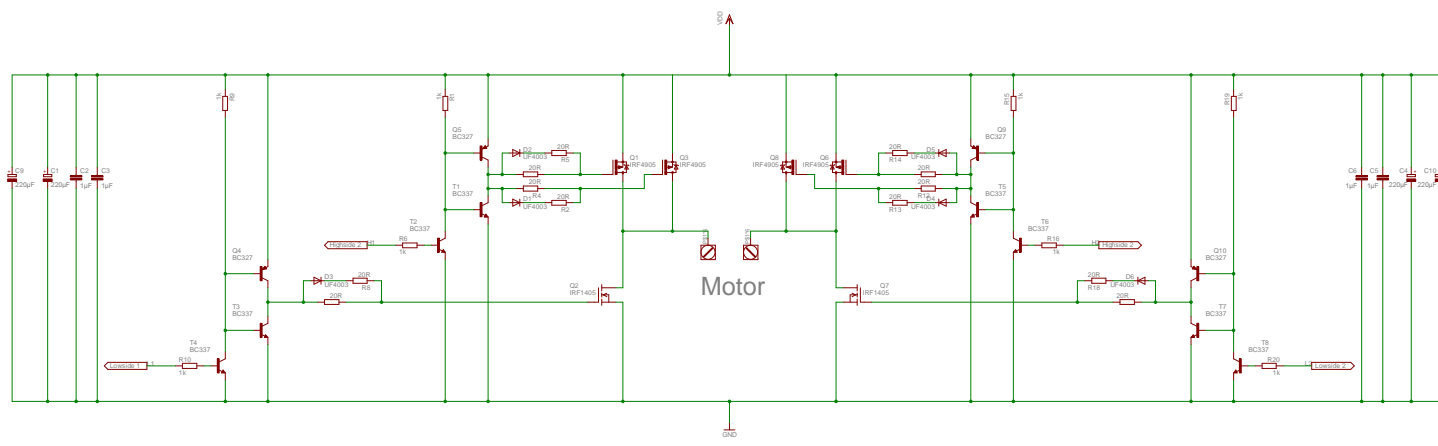 VDD
1k
R9
1k
R1
R15
1k
R19
1k
Q5
BC327
Q9
BC327
D2
UF4003
20R
R5
Q1
IRF4905
Q3
IRF4905
Q8
IRF4905
Q6
IRF4905
20R
R14
D5
UF4003
C9
220µF
C1
220µF
C2
1µF
C3
1µF
20R
R4
20R
C6
1µF
C5
1µF
C4
220µF
C10
220µF
T1
BC337
D1
UF4003
20R
R2
20R
R13
D4
UF4003
T5
BC337
T2
BC337
T6
BC337
Highside 2
R6
1k
R16
1k
Highside 2
Q4
BC327
Q10
BC327
Motor
D3
UF4003
20R
R8
20R
Q2
IRF1405
Q7
IRF1405
20R
R18
D6
UF4003
20R
T3
BC337
T7
BC337
T4
BC337
T8
BC337
Lowside 1
R10
1k
R20
1k
Lowside 2
GND